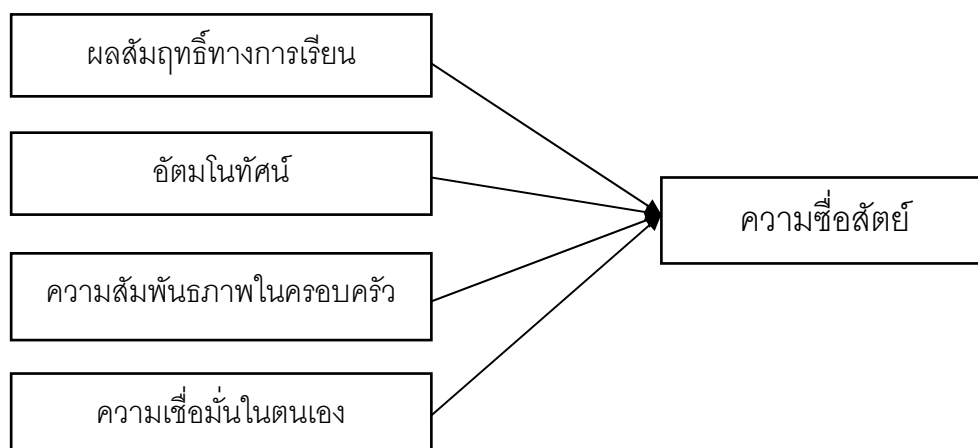 ผลสัมฤทธิ์ทางการเรียน
อัตมโนทัศน์
ความซื่อสัตย์
ความสัมพันธภาพในครอบครัว
ความเชื่อมั่นในตนเอง